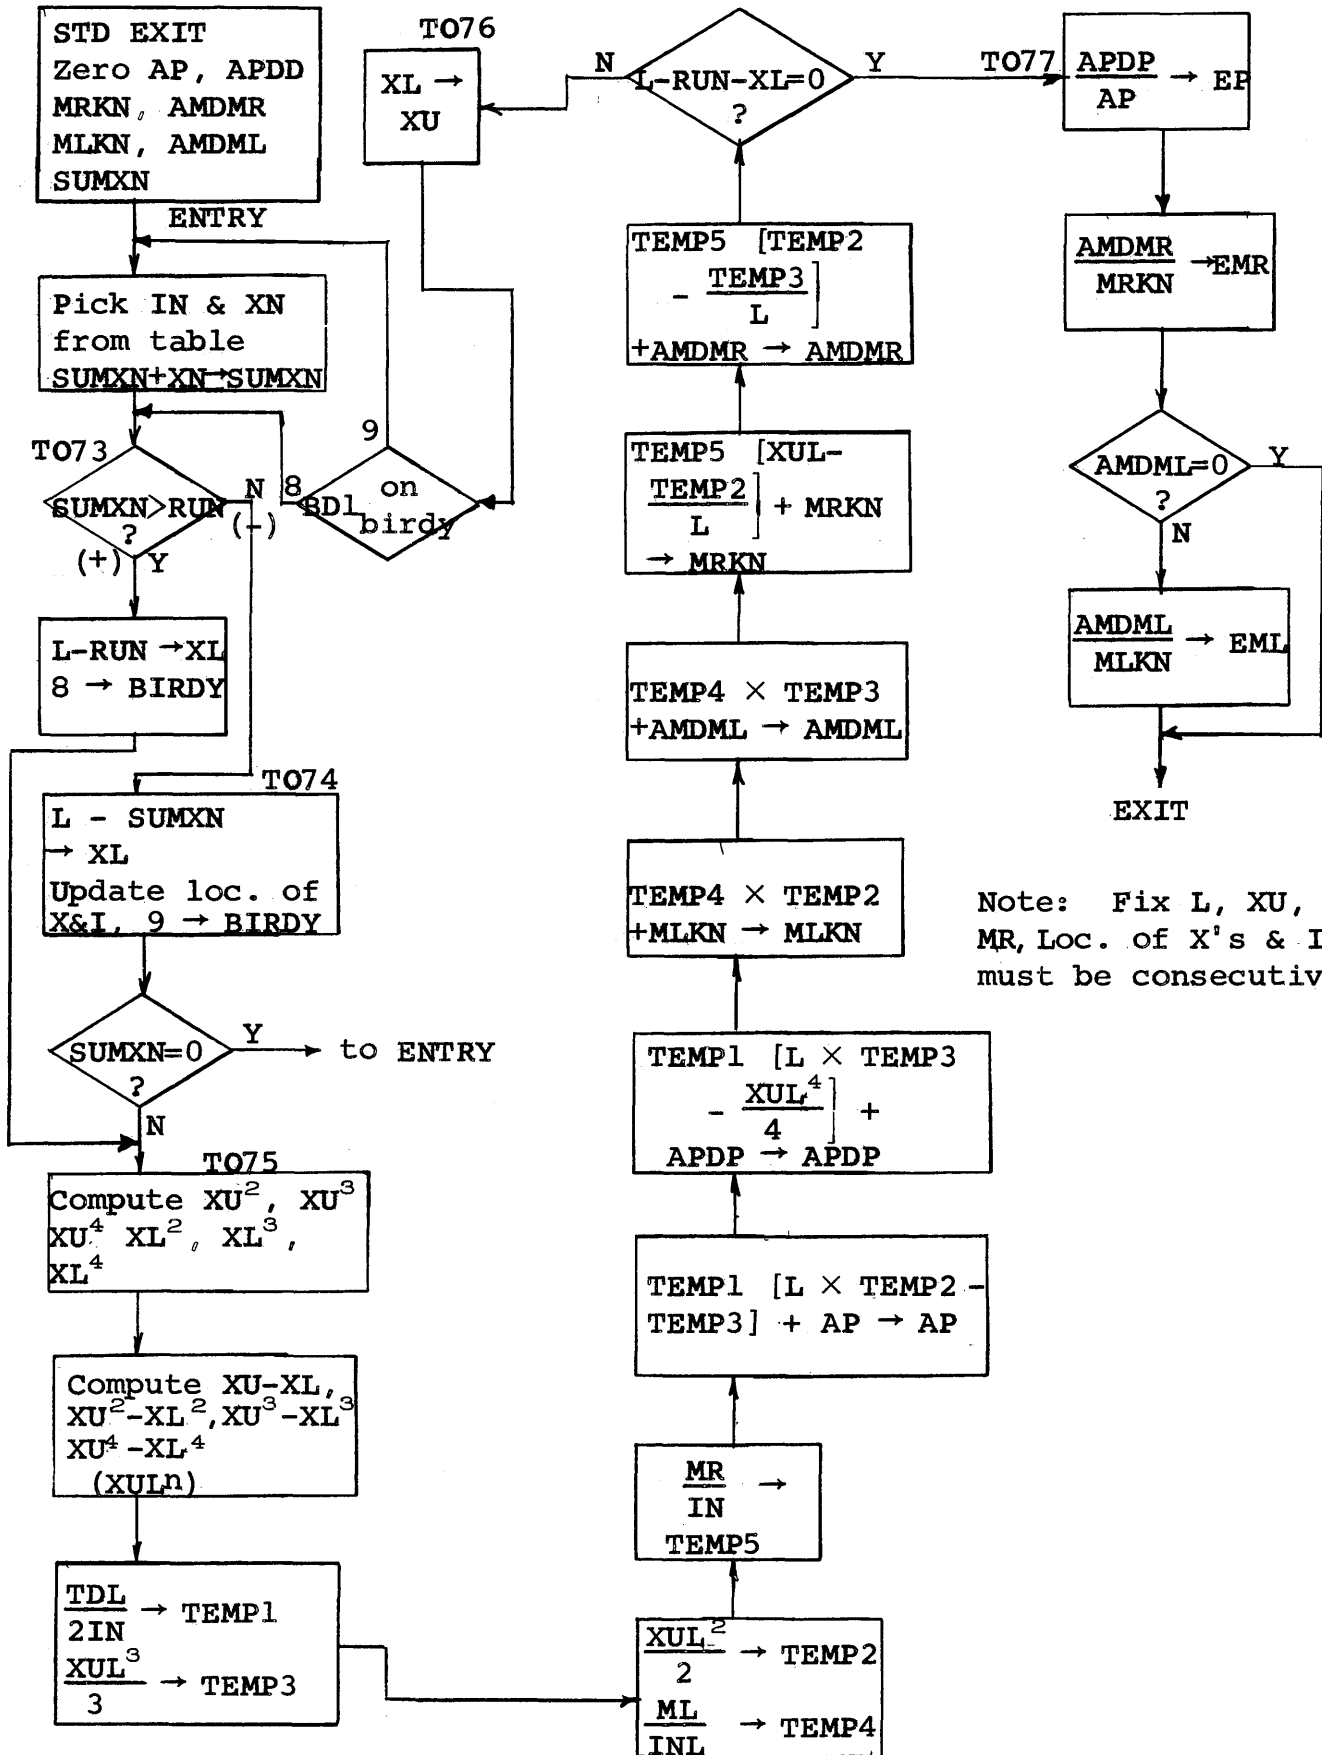 STD EXIT
Zero AP, APDD
MRKN, AMDMR
MLKN, AMDML
SUMXN
ENTRY
Pick IN & XN
from table
SUMXN+XN→SUMXN
TO73
SUMXN>RUN
?
N
(-)
(+) Y
8
9
BD1 on
birdy
L-RUN →XL
8 → BIRDY
TO74
L - SUMXN
→ XL
Update loc. of
X&I, 9 → BIRDY
SUMXN=0
?
Y
to ENTRY
N
TO75
Compute XU², XU³
XU⁴ XL², XL³,
XL⁴
Compute XU-XL,
XU²-XL²,XU³-XL³
XU⁴-XL⁴
(XULn)
TDL
2IN
→ TEMP1
XUL³
3
→ TEMP3
TO76
XL →
XU
N
L-RUN-XL=0
?
Y
TEMP5 [TEMP2
- TEMP3
L
]
+AMDMR → AMDMR
TEMP5 [XUL-
TEMP2
L
] + MRKN
→ MRKN
TEMP4 × TEMP3
+AMDML → AMDML
TEMP4 × TEMP2
+MLKN → MLKN
TEMP1 [L × TEMP3
- XUL⁴
4
] +
APDP → APDP
TEMP1 [L × TEMP2 -
TEMP3] + AP → AP
MR
IN
→
TEMP5
XUL²
2
→ TEMP2
ML
INL
→ TEMP4
TO77
APDP
AP
→ EP
AMDMR
MRKN
→EMR
AMDML=0
?
Y
N
AMDML
MLKN
→ EML
EXIT
Note: Fix L, XU,
MR, Loc. of X's & I
must be consecutiv